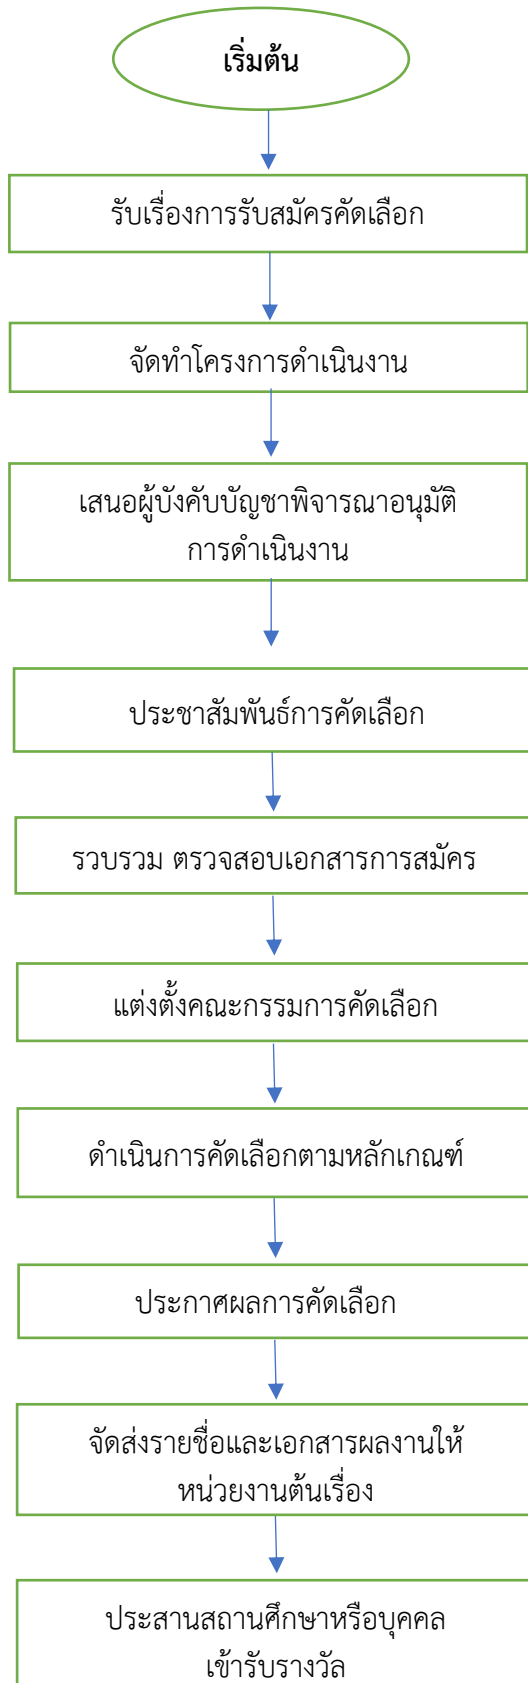 เริ่มต้น
รับเรื่องการรับสมัครคัดเลือก
จัดทำโครงการดำเนินงาน
เสนอผู้บังคับบัญชาพิจารณาอนุมัติ
การดำเนินงาน
ประชาสัมพันธ์การคัดเลือก
รวบรวม ตรวจสอบเอกสารการสมัคร
แต่งตั้งคณะกรรมการคัดเลือก
ดำเนินการคัดเลือกตามหลักเกณฑ์
ประกาศผลการคัดเลือก
จัดส่งรายชื่อและเอกสารผลงานให้
หน่วยงานต้นเรื่อง
ประสานสถานศึกษาหรือบุคคล
เข้ารับรางวัล